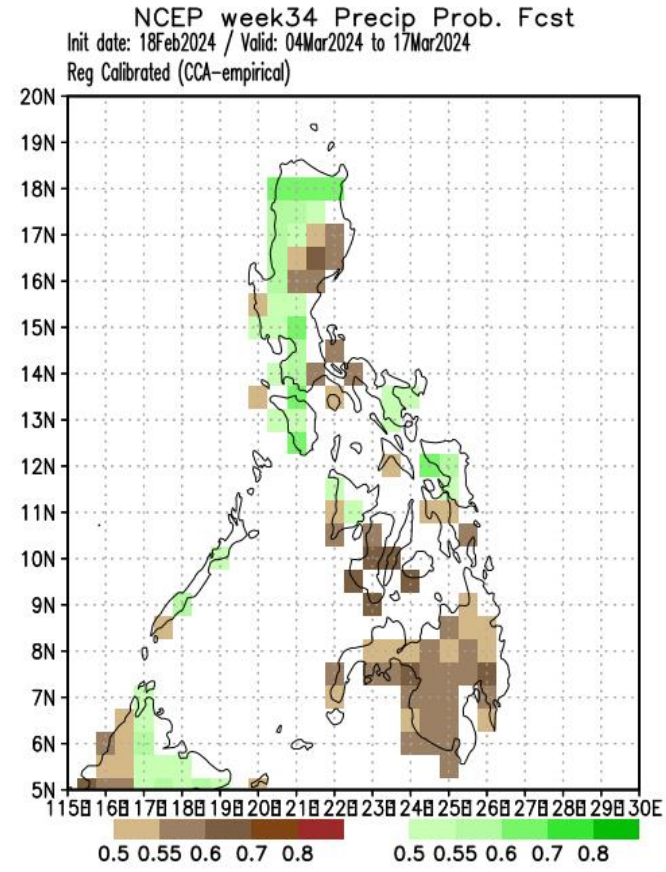 NCEP week34 Precip Prob. Fcst
Init date: 18Feb2024 / Valid: 04Mar2024 to 17Mar2024
Reg Calibrated (CCA-empirical)
20N
19N
18N
17N
16N
15N
14N
13N
12N
11N
10N
9N
8N
7N
6N
5N
115E 116E 117E 118E 119E 120E 121E 122E 123E 124E 125E 126E 127E 128E 129E 130E
0.5 0.55 0.6 0.7 0.8 0.5 0.55 0.6 0.7 0.8